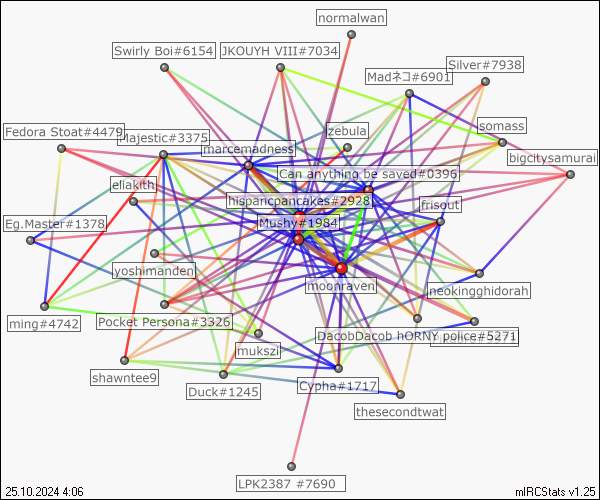 normalwan
Swirly Boi#6154
JKOUYH VIII#7034
Madネコ#6901
Silver#7938
Fedora Stoat#4479
Majestic#3375
zebula
somass
marcemadness
bigcitysamurai
Can anything be saved#0396
eliakith
hispanicpancakes#2928
frisout
Eg.Master#1378
Mushy#1984
yoshimanden
moonraven
neokingghidorah
ming#4742
Pocket Persona#3326
DacobDacob hORNY police#5271
mukszi
shawntee9
Duck#1245
Cypha#1717
thesecondtwat
LPK2387 #7690
25.10.2024 4:06
mIRCStats v1.25